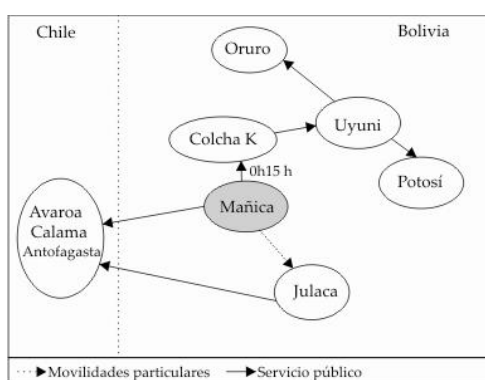 Chile
Bolivia
Oruro
Uyuni
Colcha K
0h15 h
Potosí
Mañica
Avaroa
Calama
Antofagasta
Julaca
Movilidades particulares
Servicio público